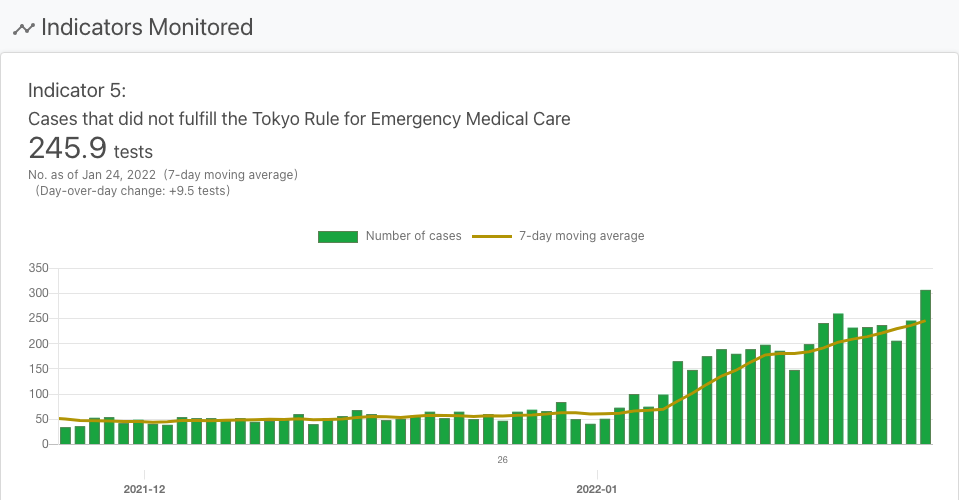 Indicators Monitored
Indicator 5:
Cases that did not fulfill the Tokyo Rule for Emergency Medical Care
245.9 tests
No. as of Jan 24, 2022 (7-day moving average)
(Day-over-day change: +9.5 tests)
Number of cases 7-day moving average
350
300
250
200
150
100
50
0
26
2021-12 2022-01